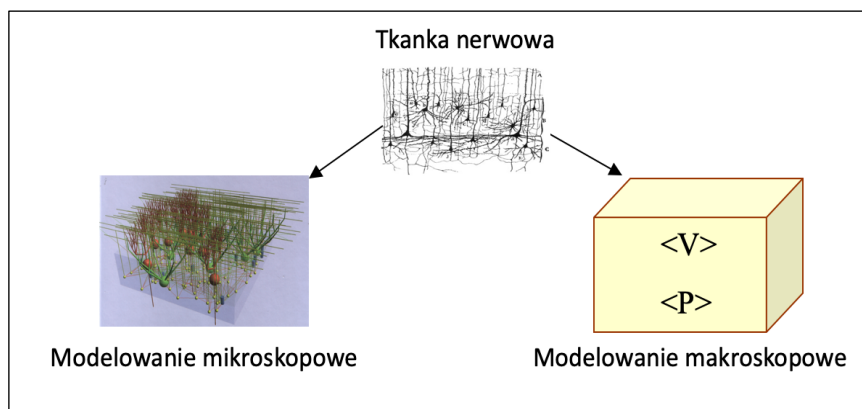 Tkanka nerwowa
A
B
C
<V>
<P>
Modelowanie mikroskopowe
Modelowanie makroskopowe